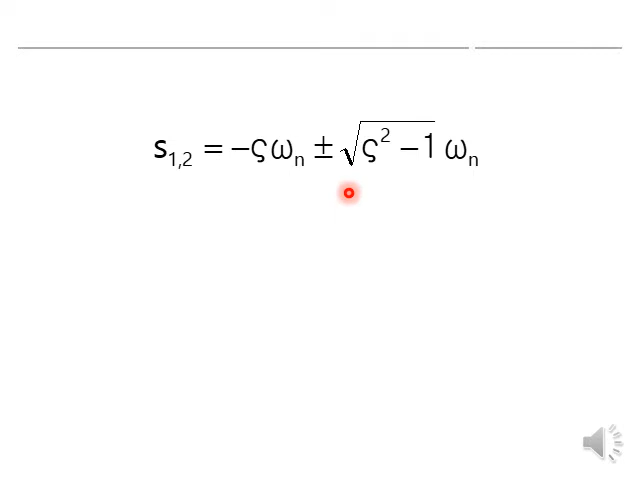 s₁,₂ = −ςωₙ ± √(ς² − 1) ωₙ